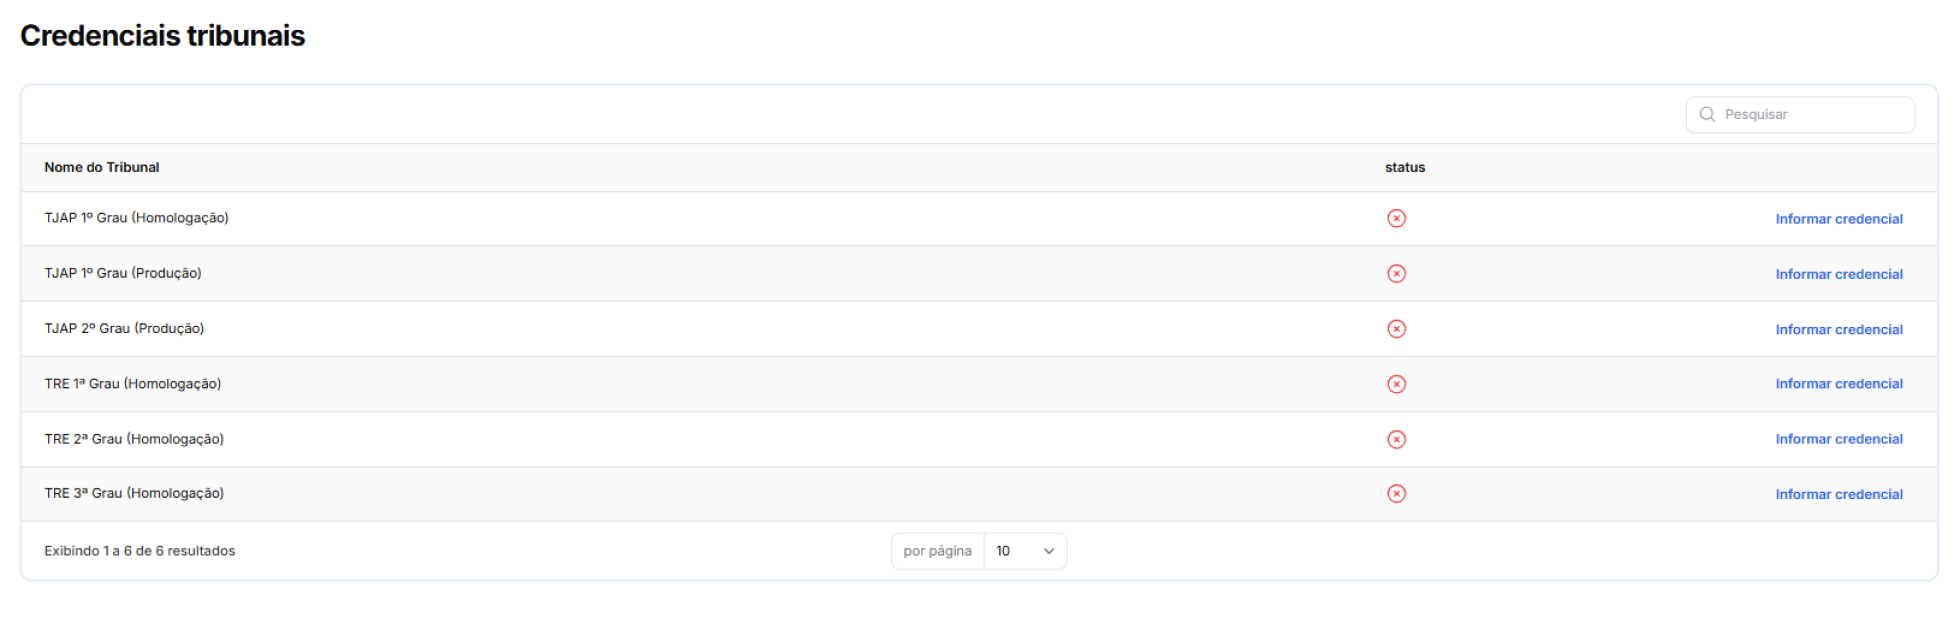 Credenciais tribunais
Pesquisar
Nome do Tribunal status
TJAP 1º Grau (Homologação) Informar credencial
TJAP 1º Grau (Produção) Informar credencial
TJAP 2º Grau (Produção) Informar credencial
TRE 1ª Grau (Homologação) Informar credencial
TRE 2ª Grau (Homologação) Informar credencial
TRE 3ª Grau (Homologação) Informar credencial
Exibindo 1 a 6 de 6 resultados por página 10